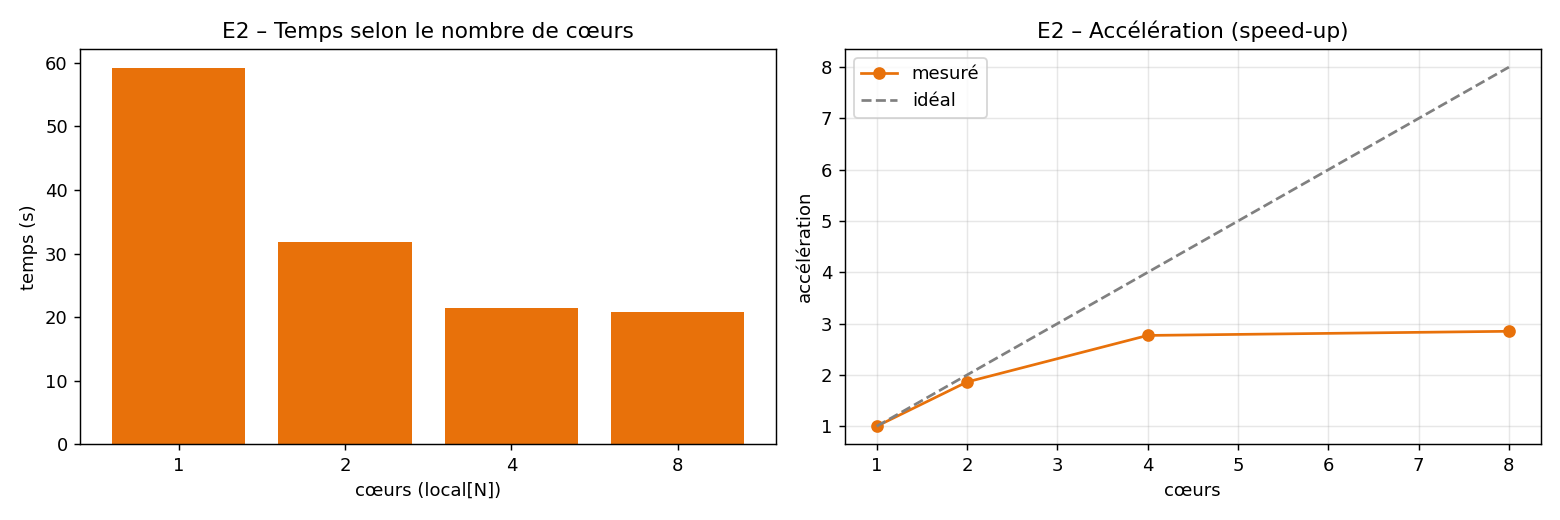 E2 – Temps selon le nombre de cœurs
60
50
40
30
20
10
0
temps (s)
1 2 4 8
cœurs (local[N])
E2 – Accélération (speed-up)
mesuré
idéal
8
7
6
5
4
3
2
1
accélération
1 2 3 4 5 6 7 8
cœurs